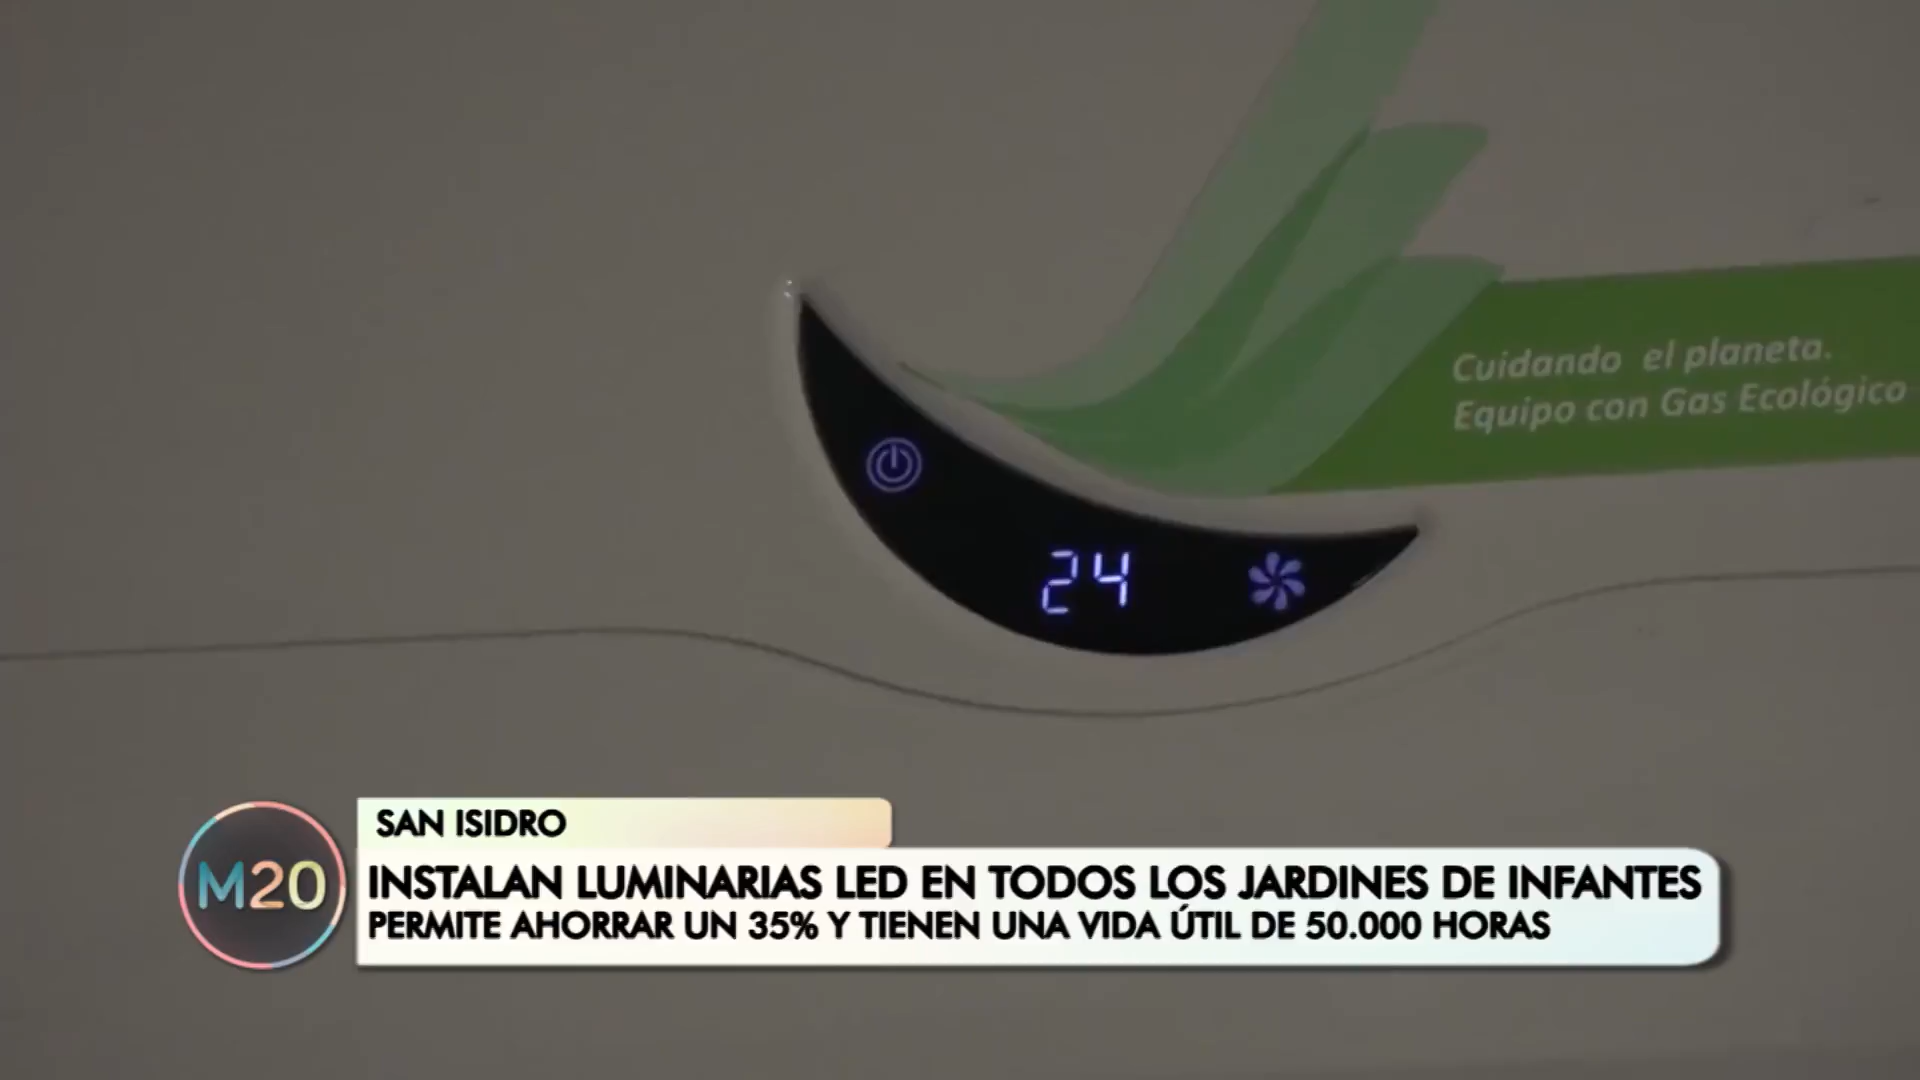 Cuidando el planeta.
Equipo con Gas Ecológico
24
SAN ISIDRO
M20
INSTALAN LUMINARIAS LED EN TODOS LOS JARDINES DE INFANTES
PERMITE AHORRAR UN 35% Y TIENEN UNA VIDA ÚTIL DE 50.000 HORAS